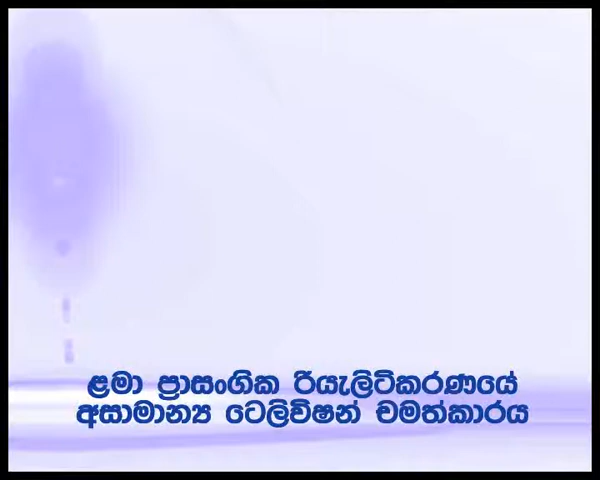 ළමා ප්‍රාසංගික රියැලිටිකරණයේ
අසාමාන්‍ය ටෙලිවිෂන් චමත්කාරය